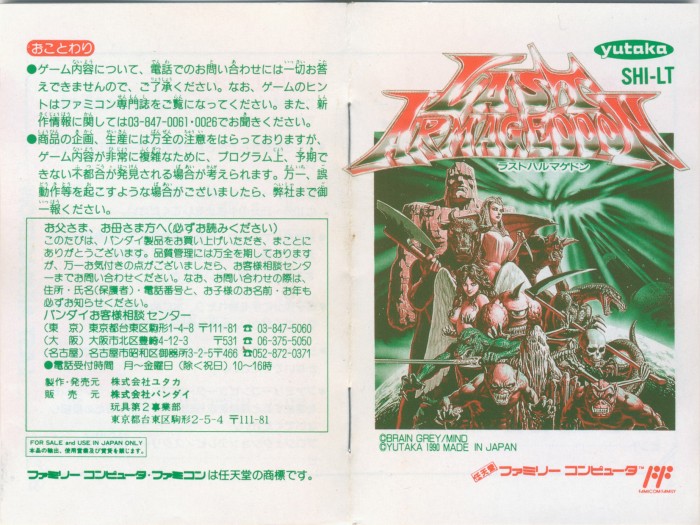 おことわり
●ゲーム内容について、電話でのお問い合わせには一切お答
えできませんので、ご了承ください。なお、ゲームのヒン
トはファミコン専門誌をご覧になってください。また、新
作情報に関しては03-847-0061・0026でお聞きください。
●商品の企画、生産には万全の注意をはらっておりますが、
ゲーム内容が非常に複雑なために、プログラム上、予期で
きない不都合が発見される場合が考えられます。万一、誤
動作等を起こすような場合がございましたら、弊社まで御
一報ください。
お父さま、お母さま方へ(必ずお読みください)
このたびは、バンダイ製品をお買い上げいただき、まことに
ありがとうございます。品質管理には万全を期しております
が、万一お気付きの点がございましたら、お客様相談センタ
ーまでお問い合わせください。なお、お問い合わせの際は、
住所・氏名(保護者)・電話番号と、お子様のお名前・お年も
必ずお知らせください。
バンダイお客様相談センター
(東 京) 東京都台東区駒形1-4-8 〒111-81 ☎ 03-847-5060
(大 阪) 大阪市北区豊崎4-12-3 〒531 ☎ 06-375-5050
(名古屋) 名古屋市昭和区御器所3-2-5 〒466 ☎052-872-0371
●電話受付時間 月〜金曜日(除く祝日)10〜16時
製作・発売元 株式会社ユタカ
販売元 株式会社バンダイ
玩具第2事業部
東京都台東区駒形2-5-4 〒111-81
FOR SALE and USE IN JAPAN ONLY
本品の輸出、使用営業及び賃貸を禁じます。
ファミリーコンピュータ・ファミコンは任天堂の商標です。
yutaka
SHI-LT
LAST
ARMAGEDDON
ラストハルマゲドン
©BRAIN GREY/MIND
©YUTAKA 1990 MADE IN JAPAN
任天堂 ファミリーコンピュータ™
FAMICOM FAMILY